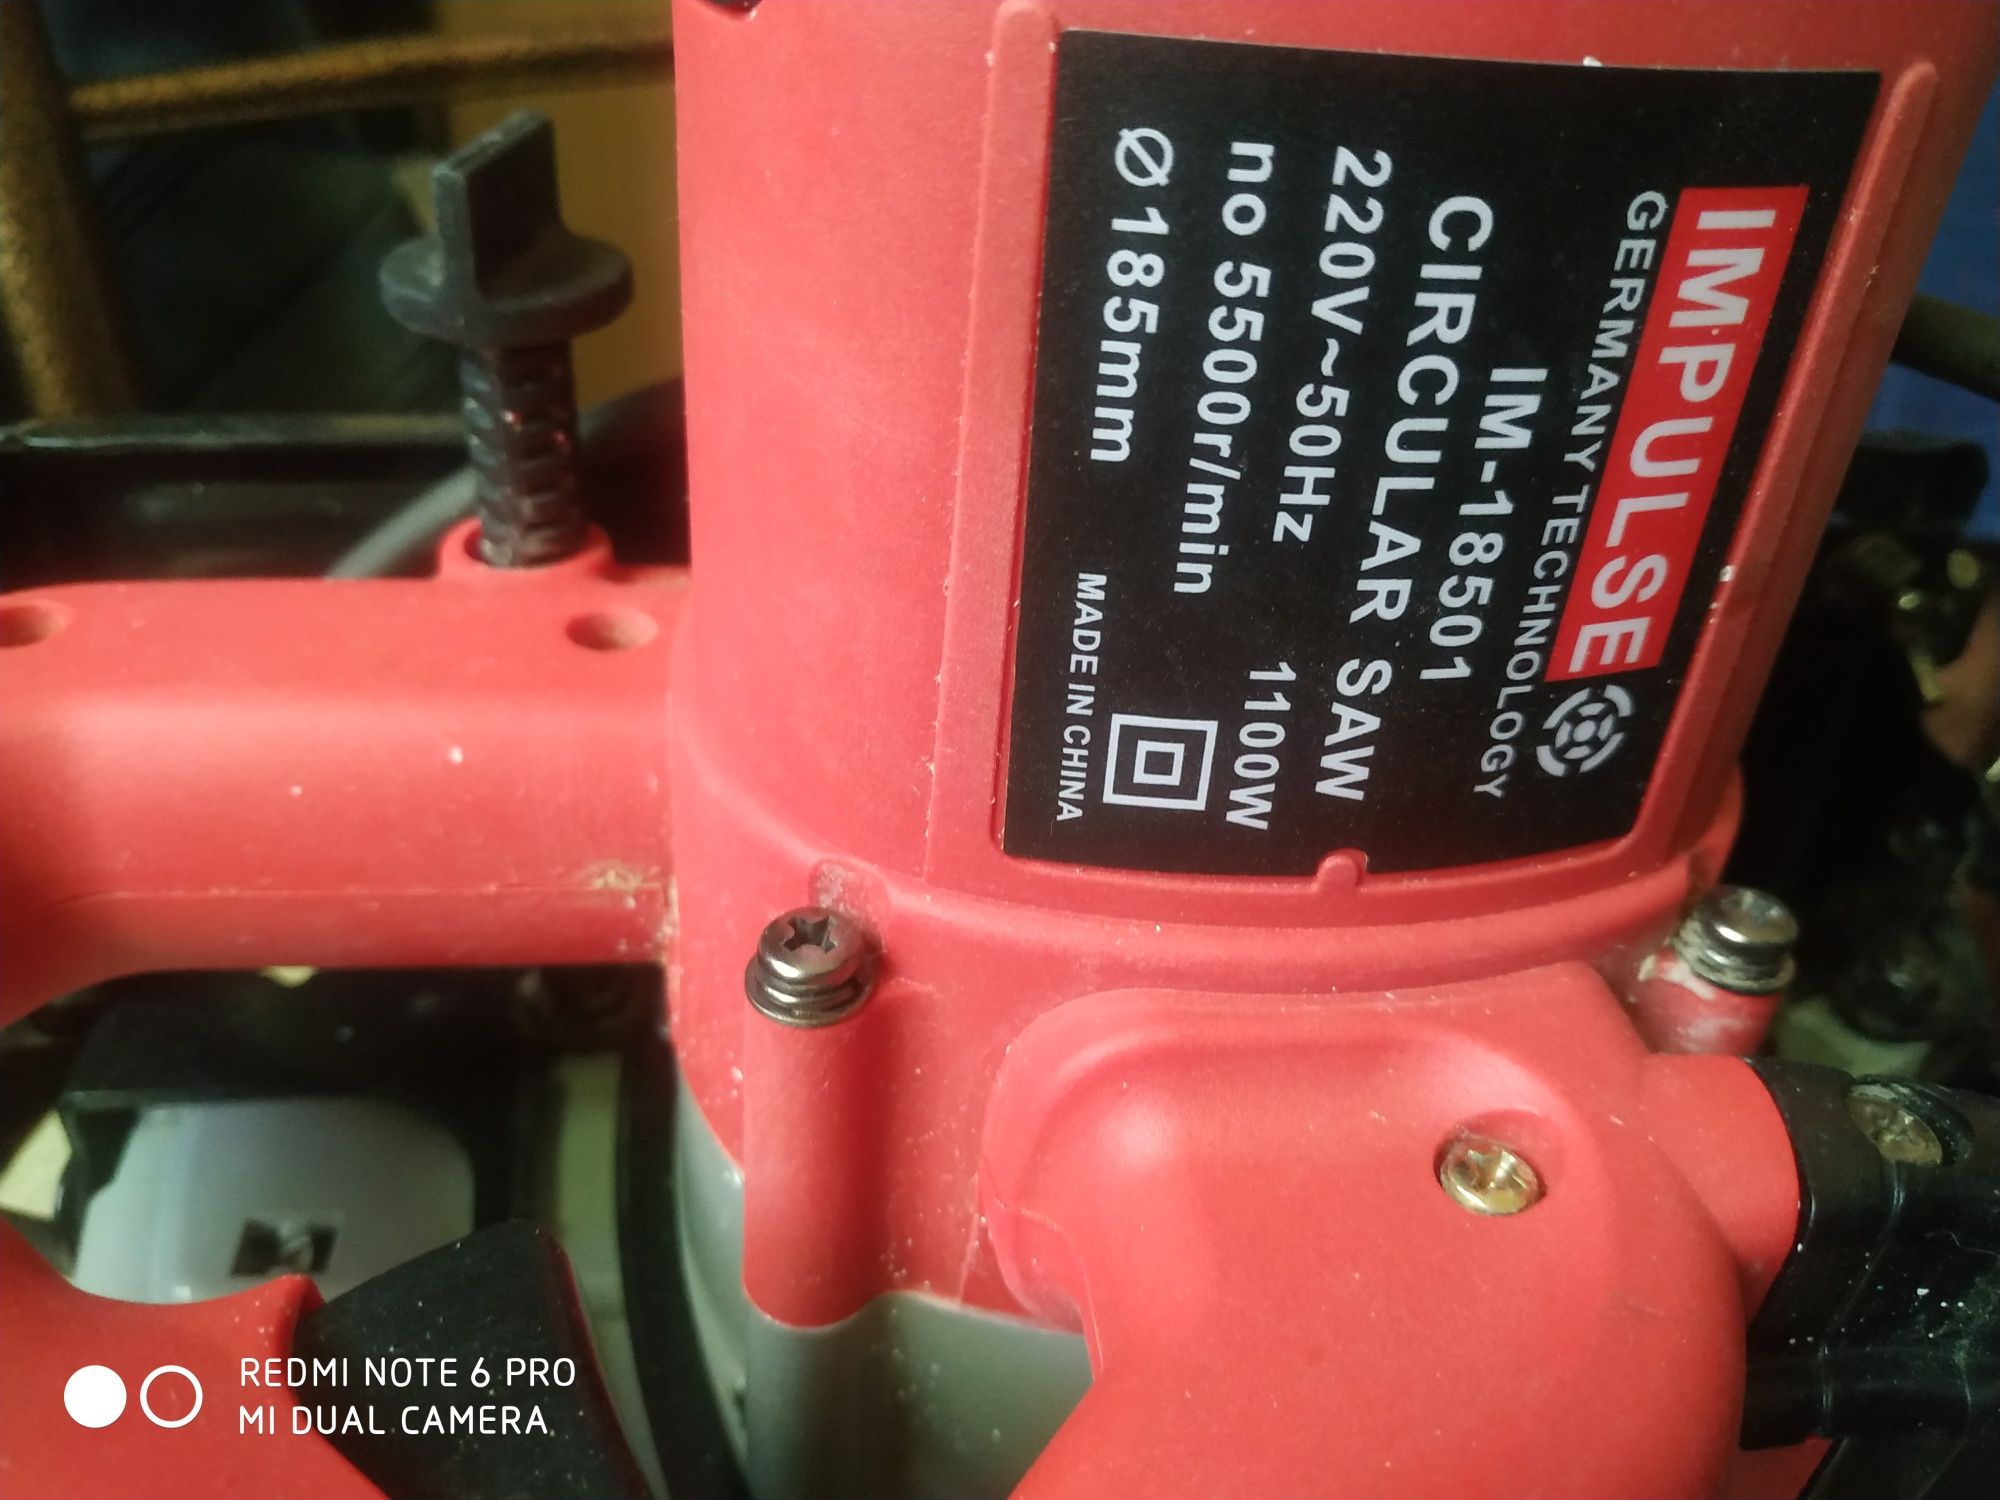 IMPULSE
GERMANY TECHNOLOGY
IM-18501
CIRCULAR SAW
220V~50Hz 1100W
no 5500r/min
Ø 185mm
MADE IN CHINA
REDMI NOTE 6 PRO
MI DUAL CAMERA